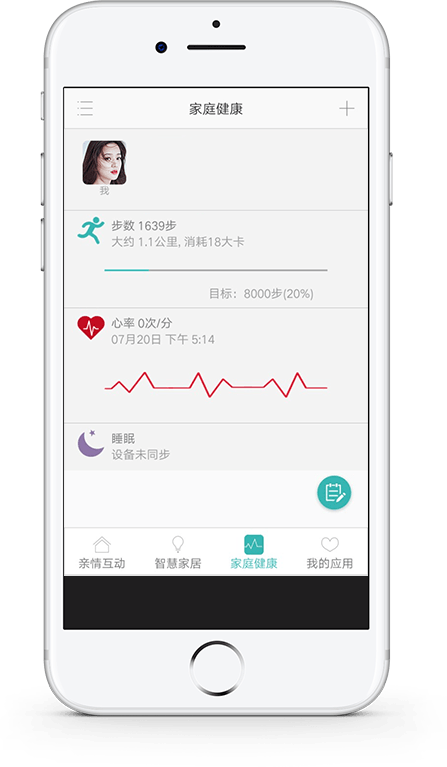 家庭健康
我
步数 1639步
大约 1.1公里, 消耗18大卡
目标：8000步(20%)
心率 0次/分
07月20日 下午 5:14
睡眠
设备未同步
亲情互动 智慧家居 家庭健康 我的应用